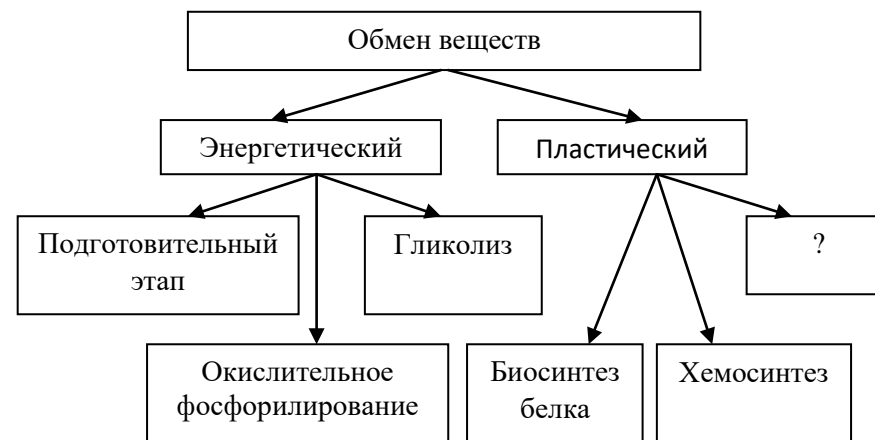 Обмен веществ
Энергетический
Пластический
Подготовительный
этап
Гликолиз
?
Окислительное
фосфорилирование
Биосинтез
белка
Хемосинтез